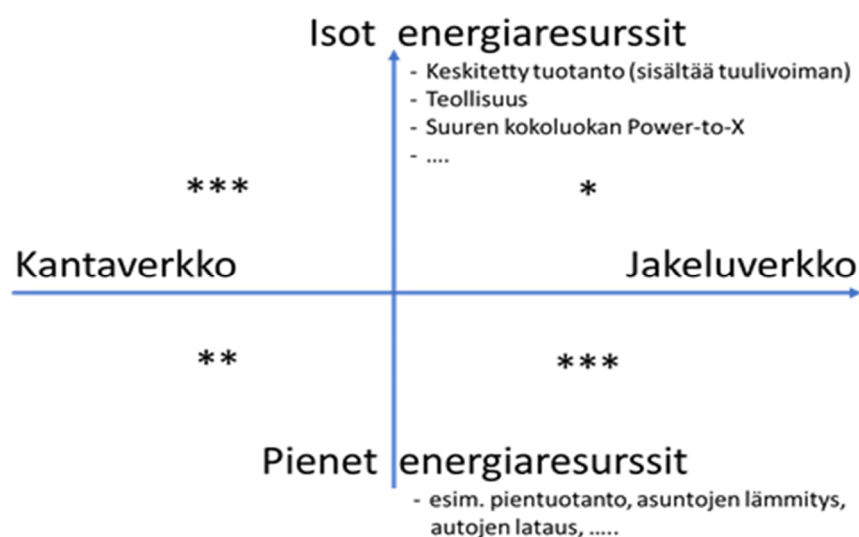 Isot energiaresurssit
- Keskitetty tuotanto (sisältää tuulivoiman)
- Teollisuus
- Suuren kokoluokan Power-to-X
- ....
*** *
Kantaverkko Jakeluverkko
** ***
Pienet energiaresurssit
- esim. pientuotanto, asuntojen lämmitys,
autojen lataus, .....